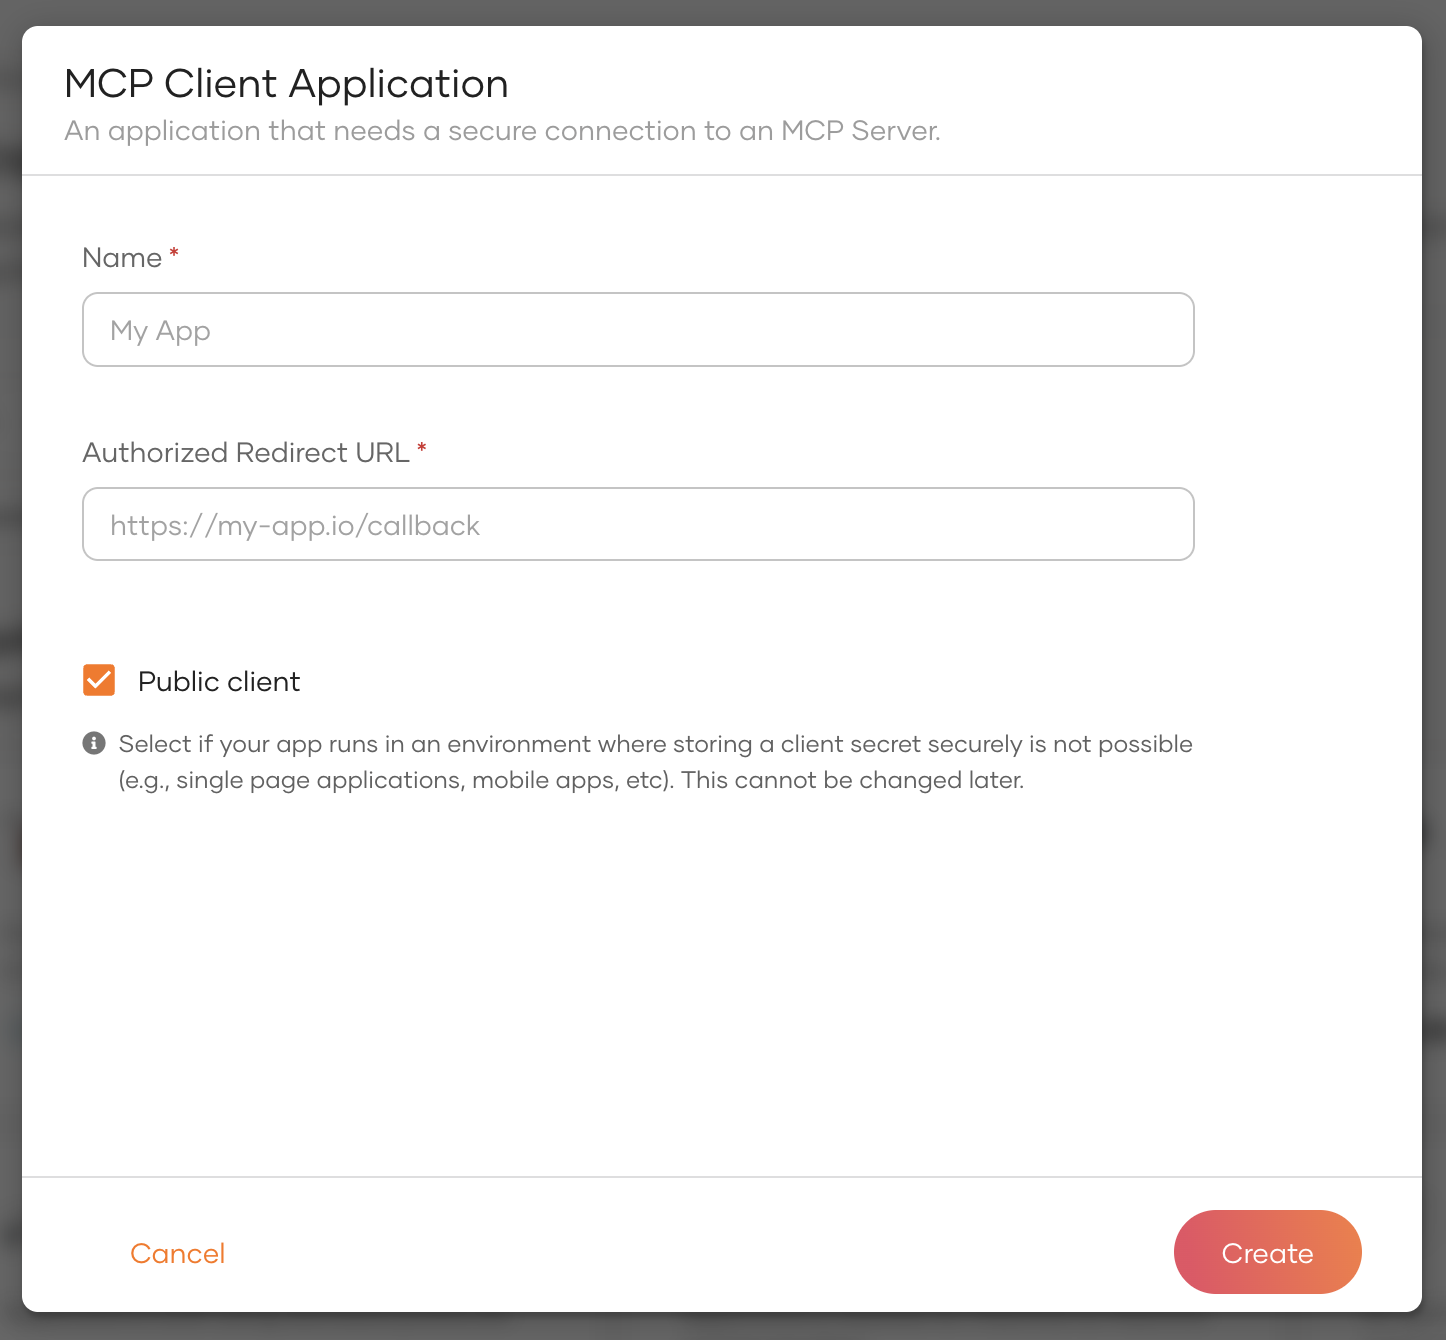 MCP Client Application
An application that needs a secure connection to an MCP Server.
Name *
My App
Authorized Redirect URL *
https://my-app.io/callback
Public client
Select if your app runs in an environment where storing a client secret securely is not possible
(e.g., single page applications, mobile apps, etc). This cannot be changed later.
Cancel
Create